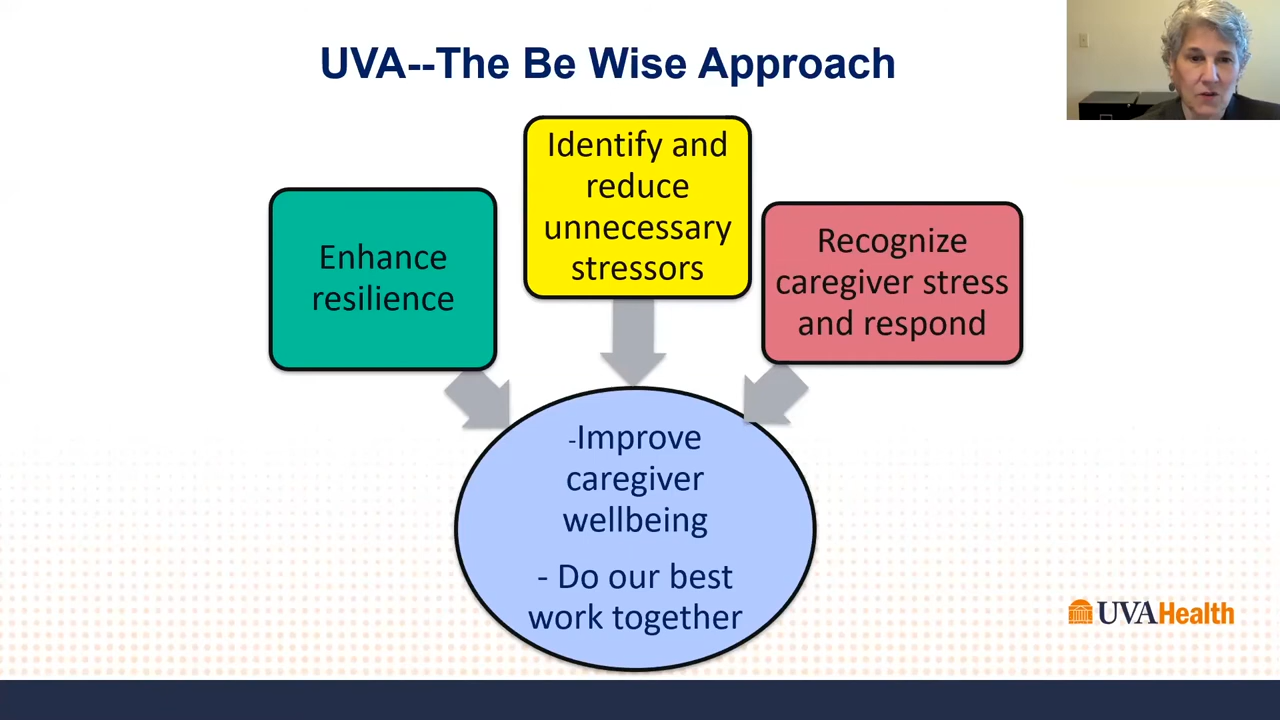 UVA--The Be Wise Approach
Identify and
reduce
unnecessary
stressors
Enhance
resilience
Recognize
caregiver stress
and respond
-Improve
caregiver
wellbeing
- Do our best
work together
UVAHealth